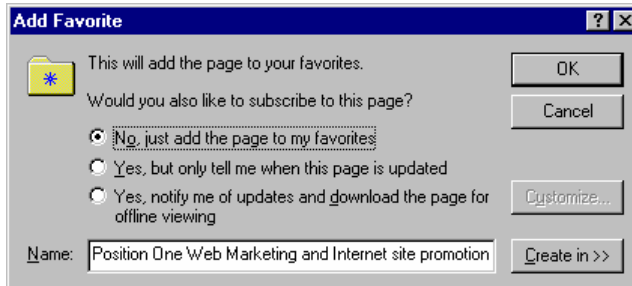 Add Favorite
? X
This will add the page to your favorites.
OK
Would you also like to subscribe to this page?
Cancel
No, just add the page to my favorites
Yes, but only tell me when this page is updated
Yes, notify me of updates and download the page for
offline viewing
Customize...
Name: Position One Web Marketing and Internet site promotion
Create in >>